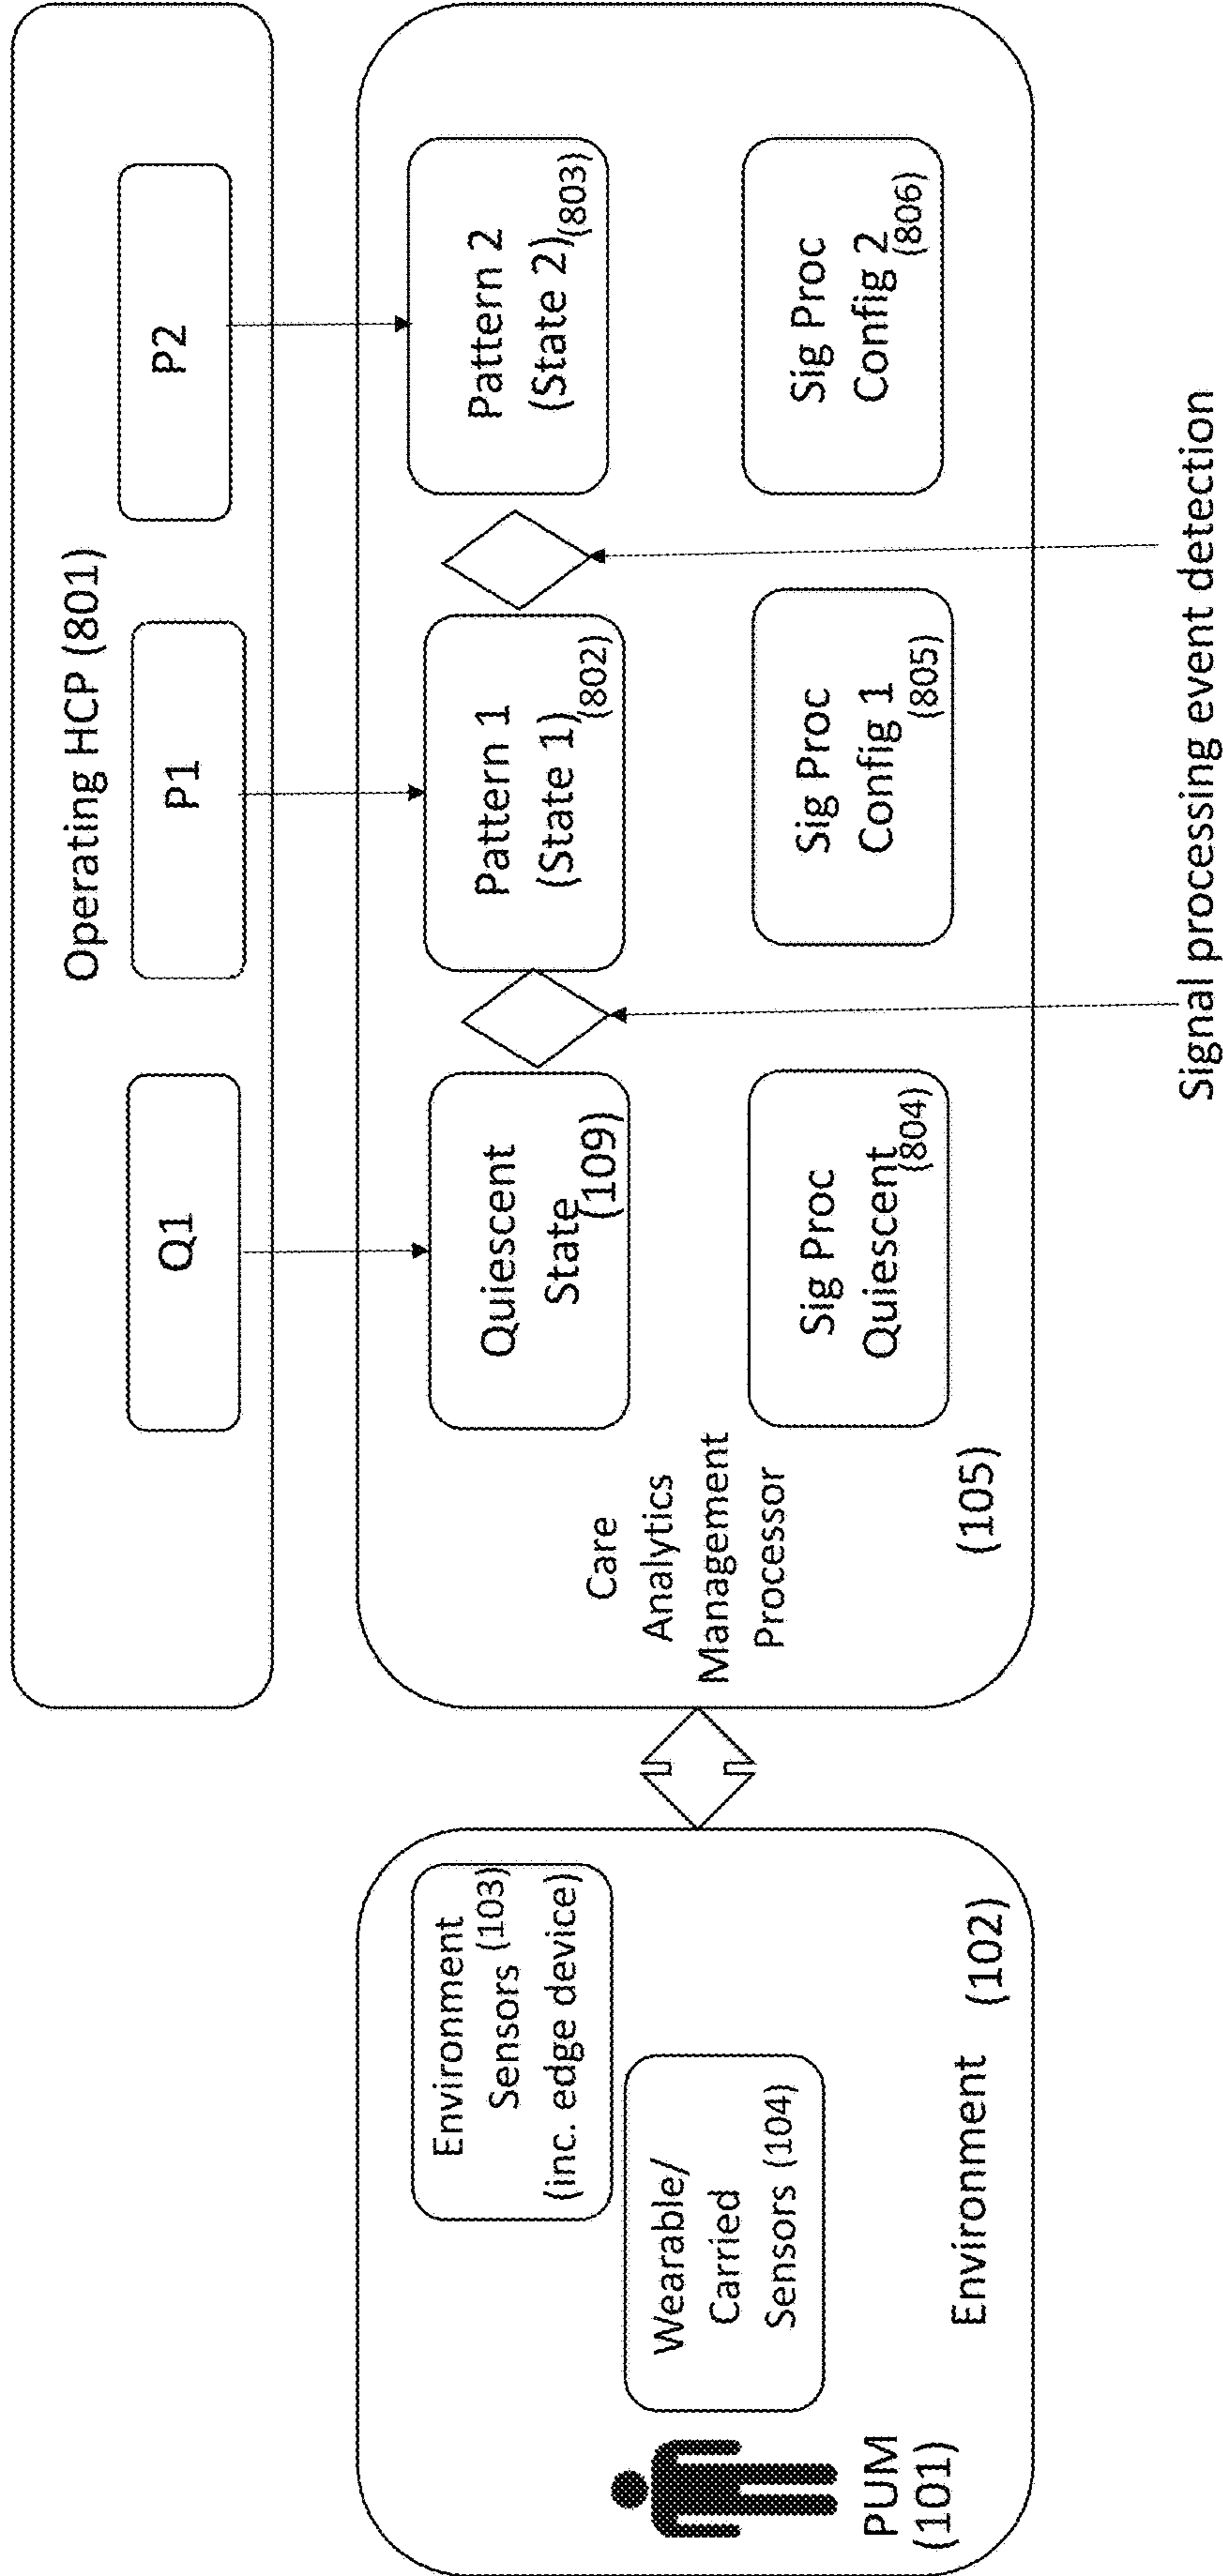 Operating HCP (801)
Q1
P1
P2
Environment
Sensors (103)
(inc. edge device)
Wearable/
Carried
Sensors (104)
PUM
(101)
Environment
(102)
Care
Analytics
Management
Processor
(105)
Quiescent
State
(109)
Pattern 1
(State 1)
(802)
Pattern 2
(State 2)
(803)
Sig Proc
Quiescent
(804)
Sig Proc
Config 1
(805)
Sig Proc
Config 2
(806)
Signal processing event detection